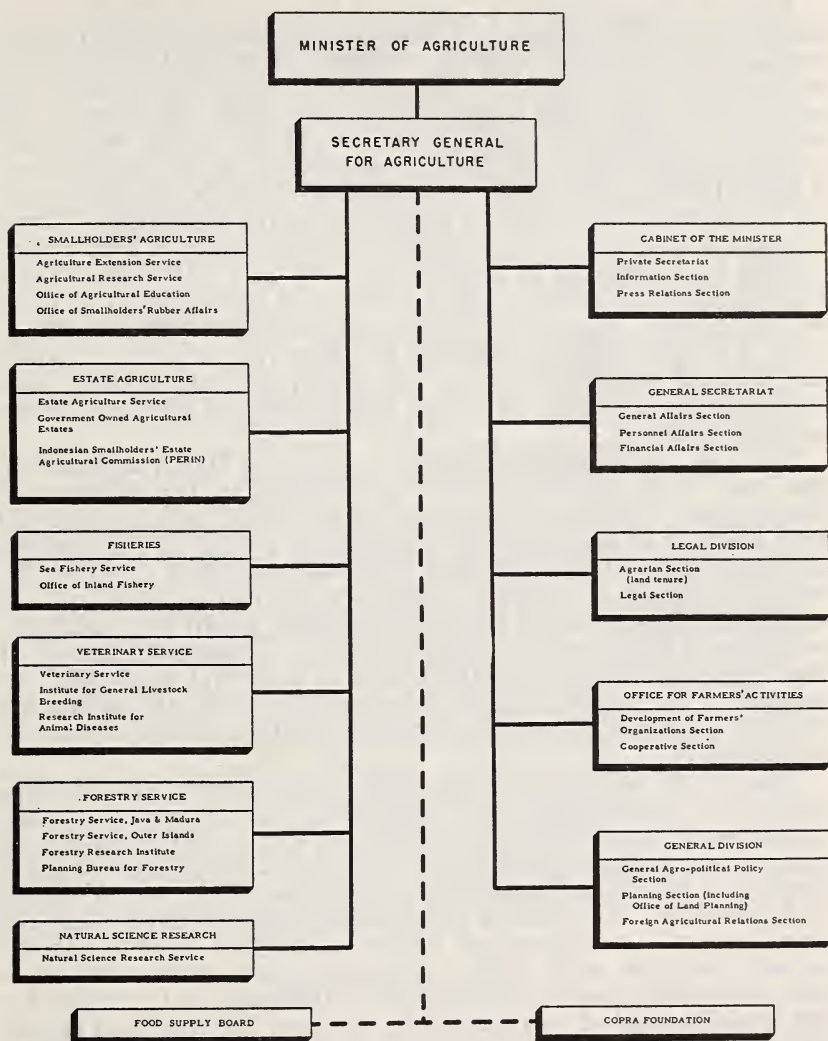 MINISTER OF AGRICULTURE
SECRETARY GENERAL
FOR AGRICULTURE
SMALLHOLDERS' AGRICULTURE
Agriculture Extension Service
Agricultural Research Service
Office of Agricultural Education
Office of Smallholders' Rubber Affairs
ESTATE AGRICULTURE
Estate Agriculture Service
Government Owned Agricultural
Estates
Indonesian Smallholders' Estate
Agricultural Commission (PERIN)
FISHERIES
Sea Fishery Service
Office of Inland Fishery
VETERINARY SERVICE
Veterinary Service
Institute for General Livestock
Breeding
Research Institute for
Animal Diseases
FORESTRY SERVICE
Forestry Service, Java & Madura
Forestry Service, Outer Islands
Forestry Research Institute
Planning Bureau for Forestry
NATURAL SCIENCE RESEARCH
Natural Science Research Service
CABINET OF THE MINISTER
Private Secretariat
Information Section
Press Relations Section
GENERAL SECRETARIAT
General Affairs Section
Personnel Affairs Section
Financial Affairs Section
LEGAL DIVISION
Agrarian Section
(land tenure)
Legal Section
OFFICE FOR FARMERS' ACTIVITIES
Development of Farmers'
Organizations Section
Cooperative Section
GENERAL DIVISION
General Agro-political Policy
Section
Planning Section (including
Office of Land Planning)
Foreign Agricultural Relations Section
FOOD SUPPLY BOARD
COPRA FOUNDATION